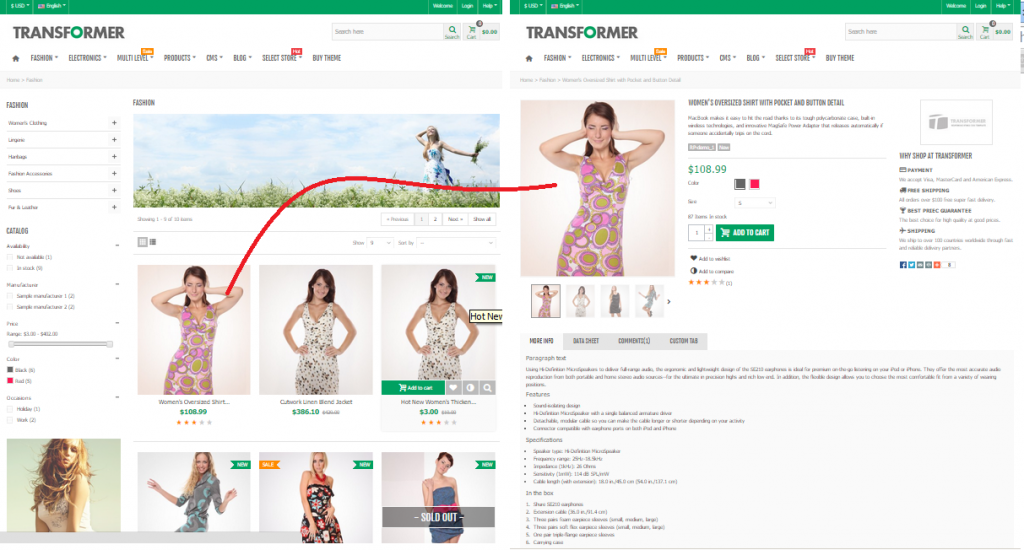 $ USD
English
Welcome
Login
Help
TRANSFORMER
Search here
Search
0
Cart
$0.00
FASHION
ELECTRONICS
MULTI LEVEL
Sale
PRODUCTS
CMS
BLOG
SELECT STORE
Hot
BUY THEME
Home > Fashion
FASHION
Women's Clothing
Lingerie
Hantage
Fashion Accessories
Shoes
Fur & Leather
CATALOG
Availability
Not available (1)
In stock (9)
Manufacturer
Sample manufacturer 1 (2)
Sample manufacturer 2 (2)
Price
Range: $3.00 - $482.00
Color
Black (6)
Red (5)
Occasions
Holiday (1)
Work (2)
FASHION
Showing 1 - 9 of 10 items
« Previous
1
2
Next »
Show all
Show
9
Sort by
--
NEW
Hot New
Add to cart
Women's Oversized Shirt...
$108.99
Cutwork Linen Blend Jacket
$386.10
$429.00
Hot New Women's Thicken...
$3.00
NEW
SALE
NEW
NEW
– SOLD OUT –
$ USD
English
Welcome
Login
Help
TRANSFORMER
Search here
Search
0
Cart
$0.00
FASHION
ELECTRONICS
MULTI LEVEL
Sale
PRODUCTS
CMS
BLOG
SELECT STORE
Hot
BUY THEME
Home > Fashion > Women's Oversized Shirt with Pocket and Button Detail
WOMEN'S OVERSIZED SHIRT WITH POCKET AND BUTTON DETAIL
MacBook makes it easy to hit the road thanks to its tough polycarbonate case, built-in
wireless technologies, and innovative MagSafe Power Adaptor that releases automatically if
someone accidentally trips on the cord.
demo_1
New
$108.99
Color
Size
S
87 items in stock
1
ADD TO CART
Add to wishlist
Add to compare
(1)
TRANSFORMER
WHY SHOP AT TRANSFORMER
PAYMENT
We accept Visa, MasterCard and American Express.
FREE SHIPPING
All orders over $100 free super fast delivery.
BEST PRIEC GUARANTEE
The best choice for high quality at good prices.
SHIPPING
We ship to over 100 countries worldwide through fast
and reliable delivery partners.
0
MORE INFO
DATA SHEET
COMMENTS(1)
CUSTOM TAB
Paragraph text
Using Hi-Definition MicroSpeakers to deliver full-range audio, the ergonomic and lightweight design of the SE210 earphones is ideal for premium on-the-go listening on your iPod or iPhone. They offer the most accurate audio
reproduction from both portable and home stereo audio sources--for the ultimate in precision highs and rich low end. In addition, the flexible design allows you to choose the most comfortable fit from a variety of wearing
positions.
Features
Sound-isolating design
Hi-Definition MicroSpeaker with a single balanced armature driver
Detachable, modular cable so you can make the cable longer or shorter depending on your activity
Connector compatible with earphone ports on both iPod and iPhone
Specifications
Speaker type: Hi-Definition MicroSpeaker
Frequency range: 25Hz-18.5kHz
Impedance (1kHz): 26 Ohms
Sensitivity (1mW): 114 dB SPL/mW
Cable length (with extension): 18.0 in./45.0 cm (54.0 in./137.1 cm)
In the box
1. Shure SE210 earphones
2. Extension cable (36.0 in./91.4 cm)
3. Three pairs foam earpiece sleeves (small, medium, large)
4. Three pairs soft flex earpiece sleeves (small, medium, large)
5. One pair triple-flange earpiece sleeves
6. Carrying case